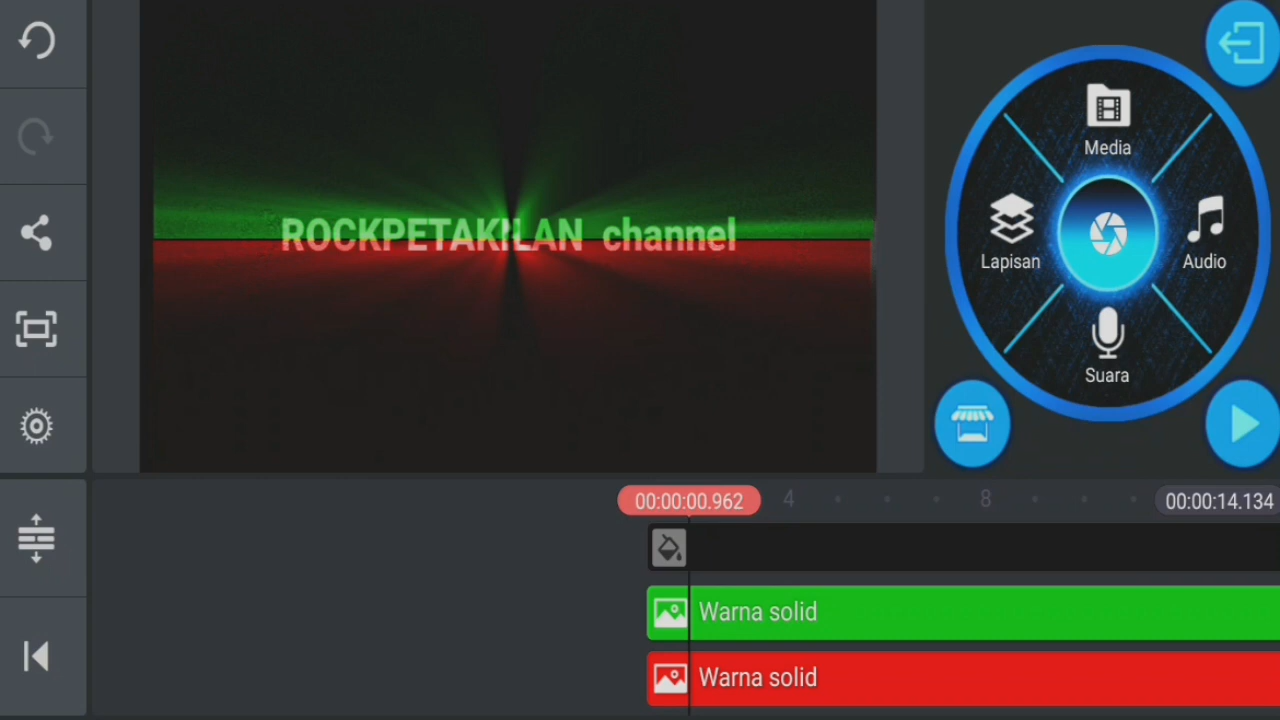 Media
ROCKPETAKILAN channel
Lapisan
Audio
Suara
00:00:00.962
4
8
00:00:14.134
Warna solid
Warna solid